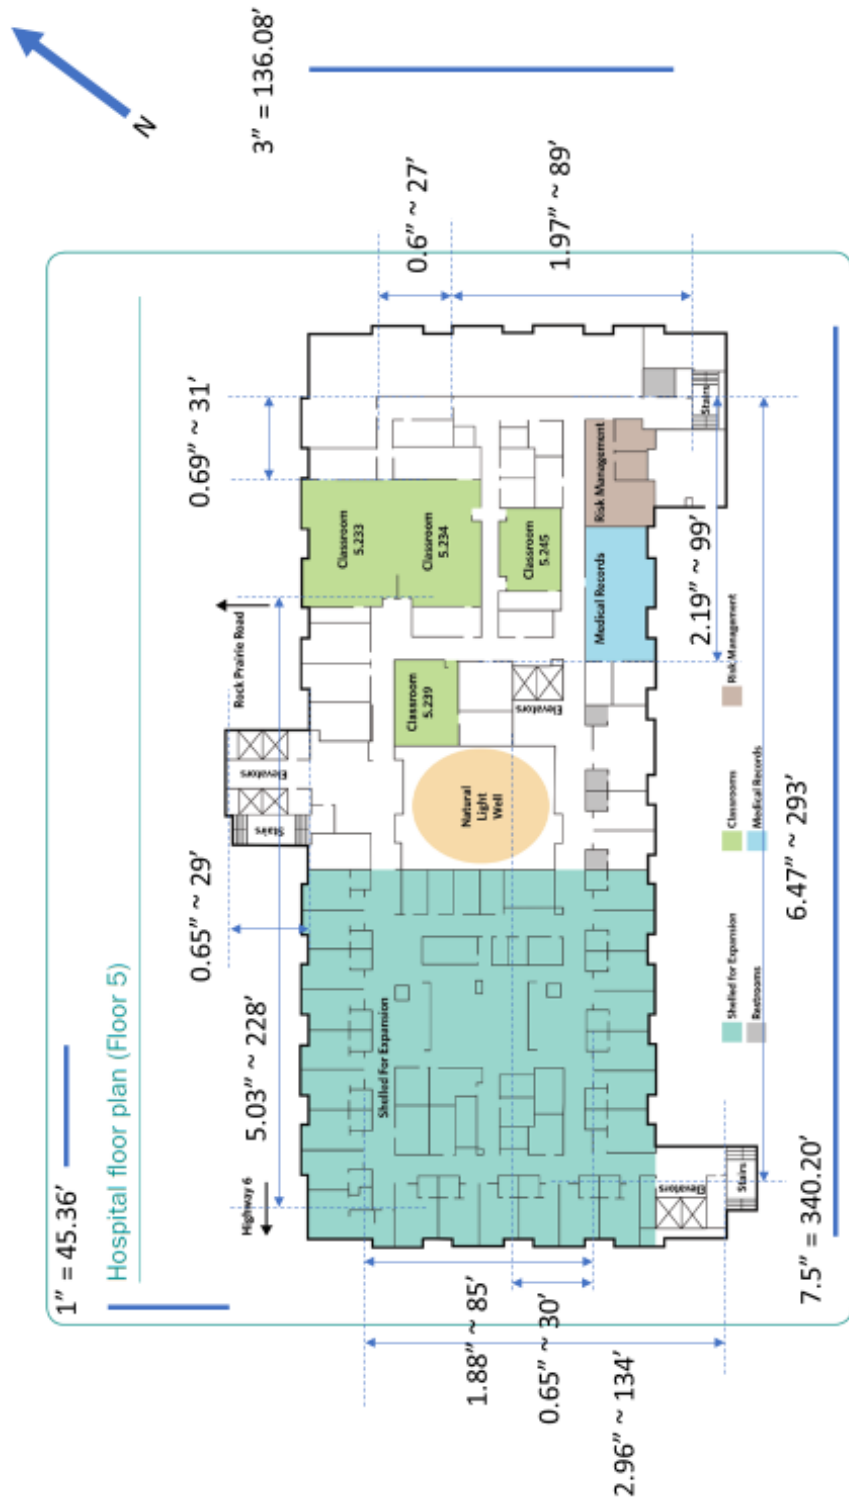 N
3″ = 136.08′
1″ = 45.36′
Hospital floor plan (Floor 5)
0.69″ ~ 31′
0.6″ ~ 27′
1.97″ ~ 89′
0.65″ ~ 29′
5.03″ ~ 228′
Highway 6
Rock Prairie Road
Stairs
Elevators
Classroom
5.233
Classroom
5.234
Classroom
5.239
Classroom
5.245
Natural
Light
Well
Elevators
Shelled For Expansion
Medical Records
Risk Management
Stairs
Elevators
Stairs
2.19″ ~ 99′
Shelled for Expansion
Classrooms
Risk Management
Restrooms
Medical Records
6.47″ ~ 293′
7.5″ = 340.20′
1.88″ ~ 85′
0.65″ ~ 30′
2.96″ ~ 134′